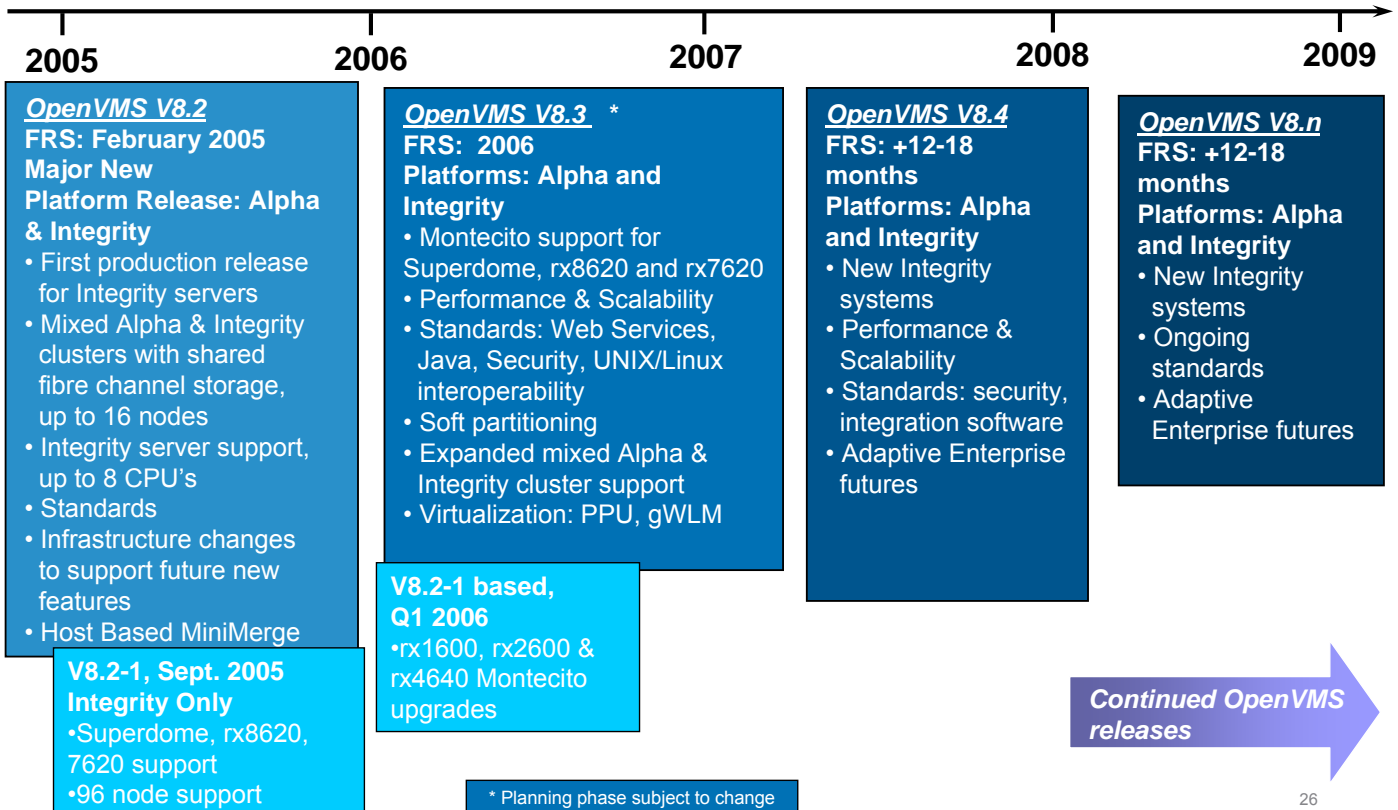 2005
2006
2007
2008
2009
OpenVMS V8.2
FRS: February 2005
Major New
Platform Release: Alpha
& Integrity
• First production release
for Integrity servers
• Mixed Alpha & Integrity
clusters with shared
fibre channel storage,
up to 16 nodes
• Integrity server support,
up to 8 CPU's
• Standards
• Infrastructure changes
to support future new
features
• Host Based MiniMerge
V8.2-1, Sept. 2005
Integrity Only
•Superdome, rx8620,
7620 support
•96 node support
OpenVMS V8.3 *
FRS: 2006
Platforms: Alpha and
Integrity
• Montecito support for
Superdome, rx8620 and rx7620
• Performance & Scalability
• Standards: Web Services,
Java, Security, UNIX/Linux
interoperability
• Soft partitioning
• Expanded mixed Alpha &
Integrity cluster support
• Virtualization: PPU, gWLM
V8.2-1 based,
Q1 2006
•rx1600, rx2600 &
rx4640 Montecito
upgrades
OpenVMS V8.4
FRS: +12-18
months
Platforms: Alpha
and Integrity
• New Integrity
systems
• Performance &
Scalability
• Standards: security,
integration software
• Adaptive Enterprise
futures
OpenVMS V8.n
FRS: +12-18
months
Platforms: Alpha
and Integrity
• New Integrity
systems
• Ongoing
standards
• Adaptive
Enterprise futures
Continued OpenVMS
releases
* Planning phase subject to change
26